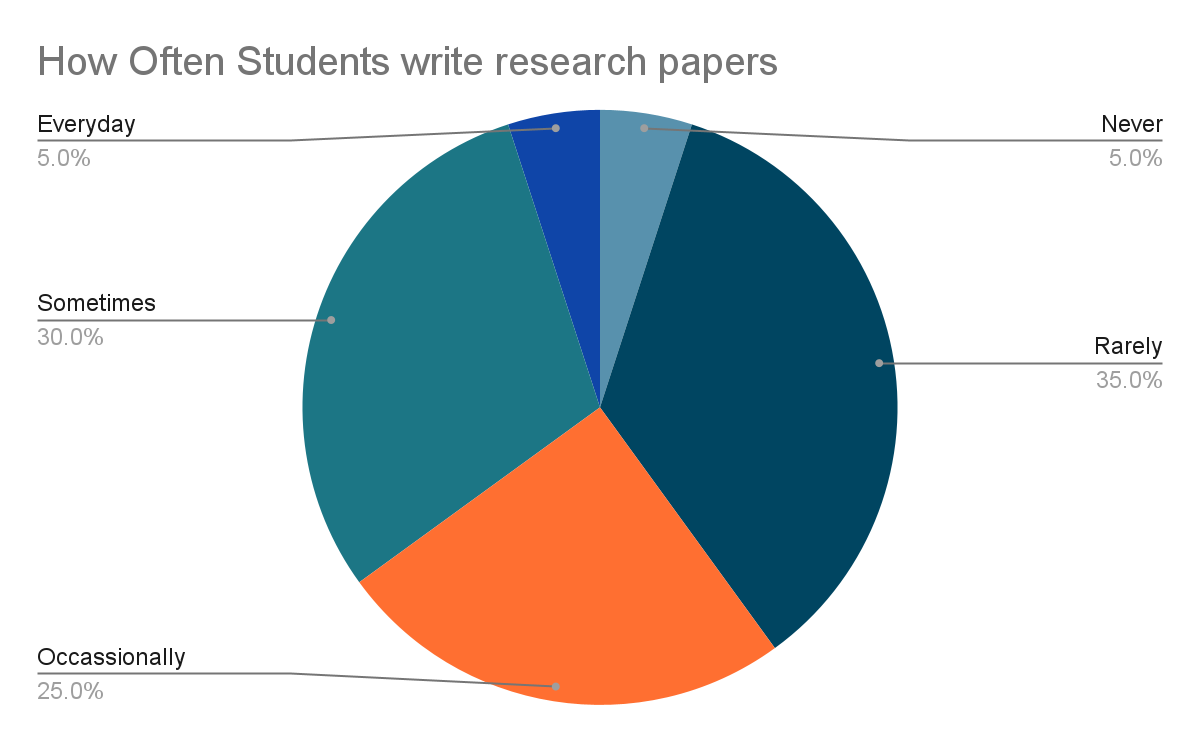 How Often Students write research papers
Everyday
5.0%
Never
5.0%
Sometimes
30.0%
Rarely
35.0%
Occassionally
25.0%